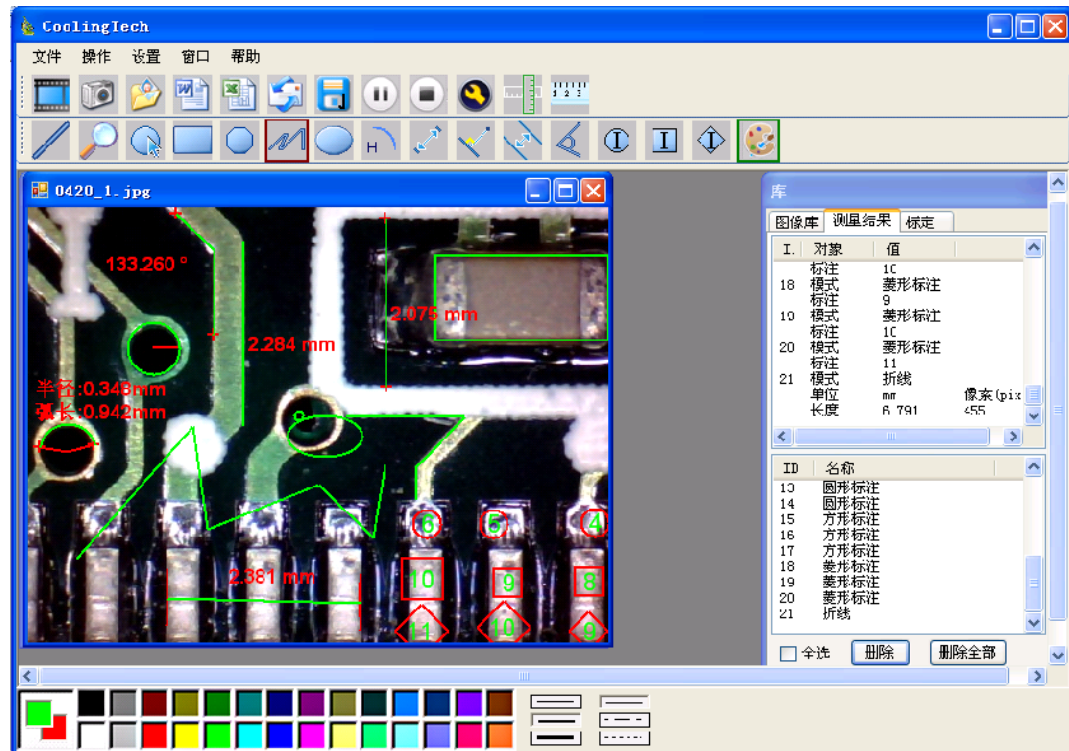 CoolingTech
文件 操作 设置 窗口 帮助
1 2 3
H
I I I
0420_1.jpg
133.260 °
2.075 mm
2.284 mm
半径:0.348mm
弧长:0.942mm
2.381 mm
6 5 4
10 9 8
11 10 9
库
图像库 测量结果 标定
I. 对象 值
标注 10
18 模式 菱形标注
标注 9
19 模式 菱形标注
标注 10
20 模式 菱形标注
标注 11
21 模式 折线
单位 mm 像素(pix
长度 6.791 455
ID 名称
13 圆形标注
14 圆形标注
15 方形标注
16 方形标注
17 方形标注
18 菱形标注
19 菱形标注
20 菱形标注
21 折线
全选 删除 删除全部